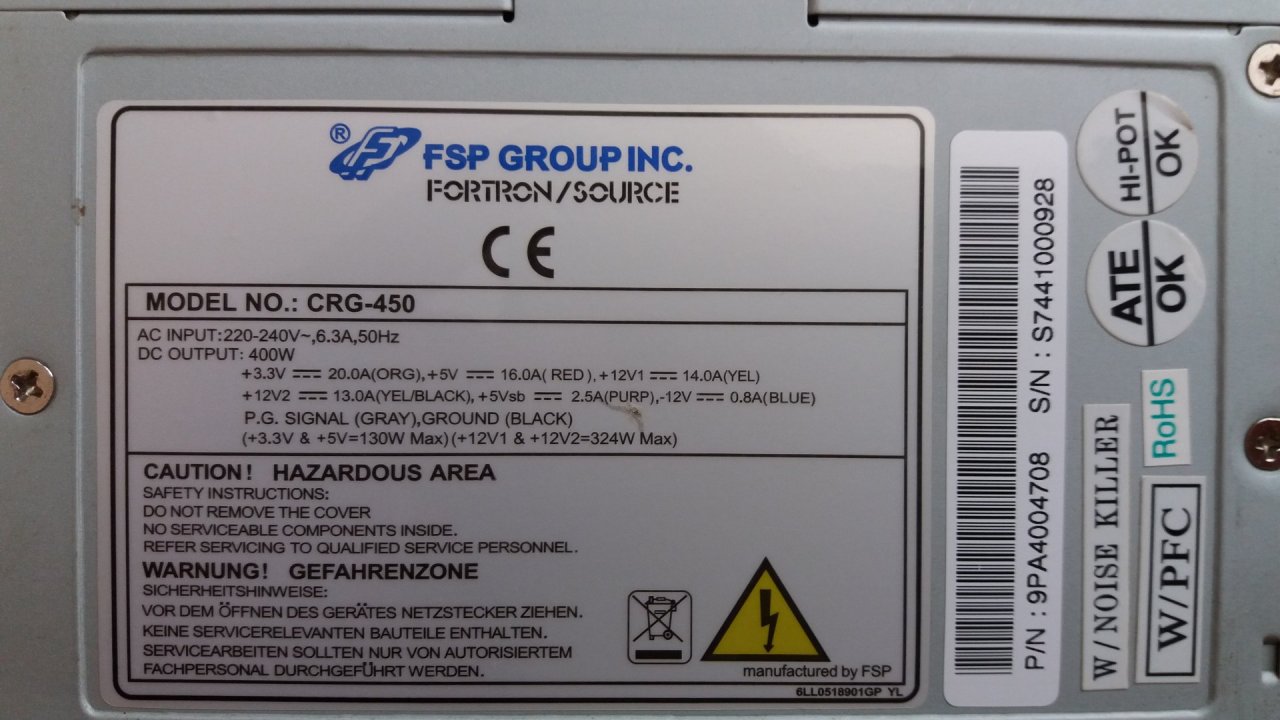 ®
FSP GROUP INC.
FORTRON/SOURCE
CE
MODEL NO.: CRG-450
AC INPUT:220-240V~,6.3A,50Hz
DC OUTPUT: 400W
+3.3V ⎓ 20.0A(ORG),+5V ⎓ 16.0A( RED ),+12V1 ⎓ 14.0A(YEL)
+12V2 ⎓ 13.0A(YEL/BLACK),+5Vsb ⎓ 2.5A(PURP),-12V ⎓ 0.8A(BLUE)
P.G. SIGNAL (GRAY),GROUND (BLACK)
(+3.3V & +5V=130W Max)(+12V1 & +12V2=324W Max)
CAUTION! HAZARDOUS AREA
SAFETY INSTRUCTIONS:
DO NOT REMOVE THE COVER
NO SERVICEABLE COMPONENTS INSIDE.
REFER SERVICING TO QUALIFIED SERVICE PERSONNEL.
WARNUNG! GEFAHRENZONE
SICHERHEITSHINWEISE:
VOR DEM ÖFFNEN DES GERÄTES NETZSTECKER ZIEHEN.
KEINE SERVICERELEVANTEN BAUTEILE ENTHALTEN.
SERVICEARBEITEN SOLLTEN NUR VON AUTORISIERTEM
FACHPERSONAL DURCHGEFÜHRT WERDEN.
manufactured by FSP
6LL0518901GP YL
P/N : 9PA4004708 S/N : S7441000928
HI-POT
OK
ATE
OK
RoHS
W/NOISE KILLER
W/PFC